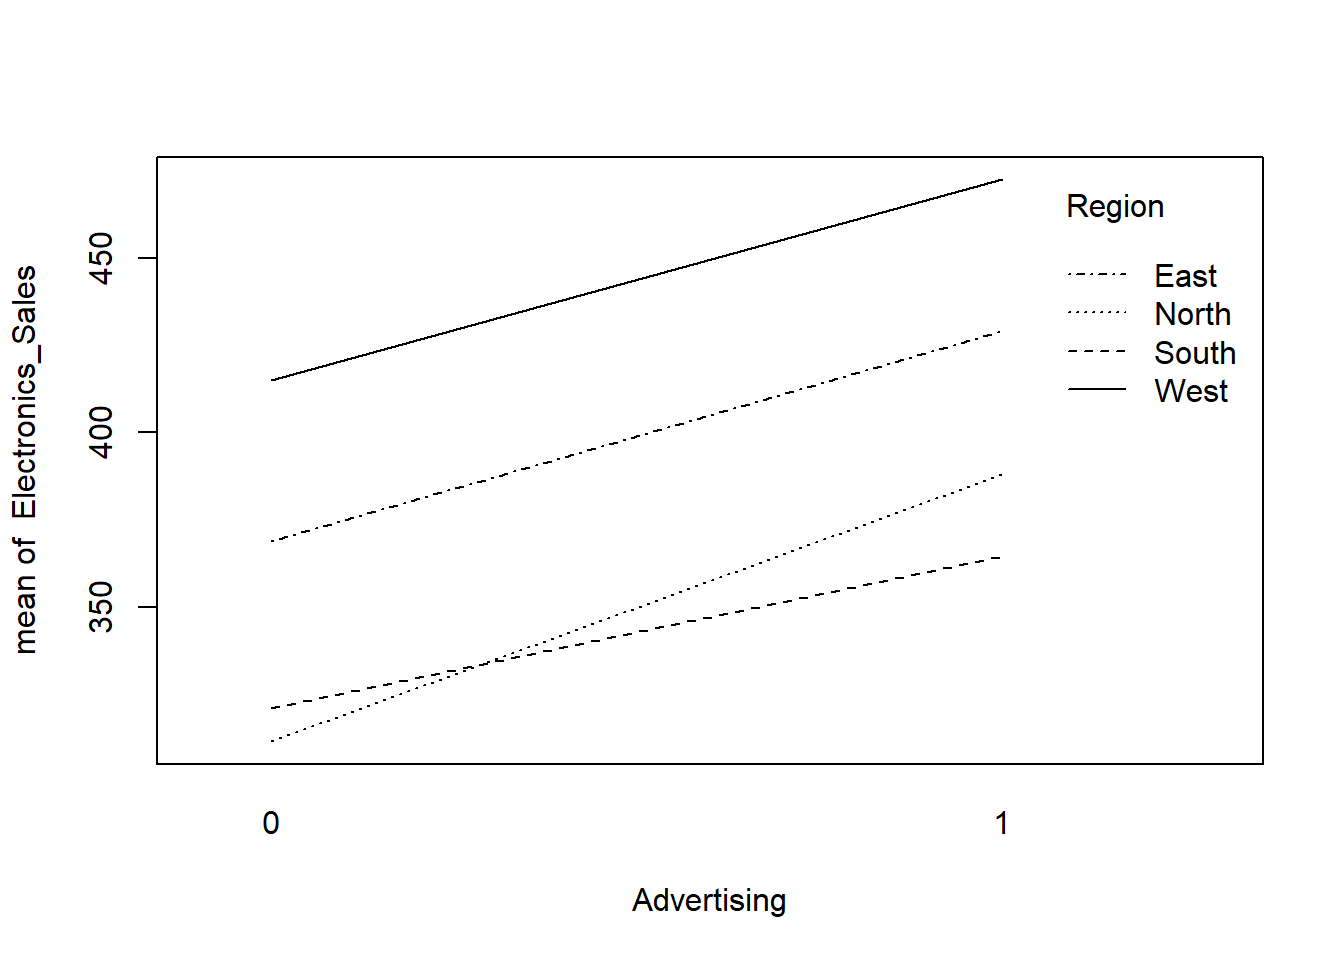 Region
East
North
South
West
mean of  Electronics_Sales
450
400
350
0
1
Advertising